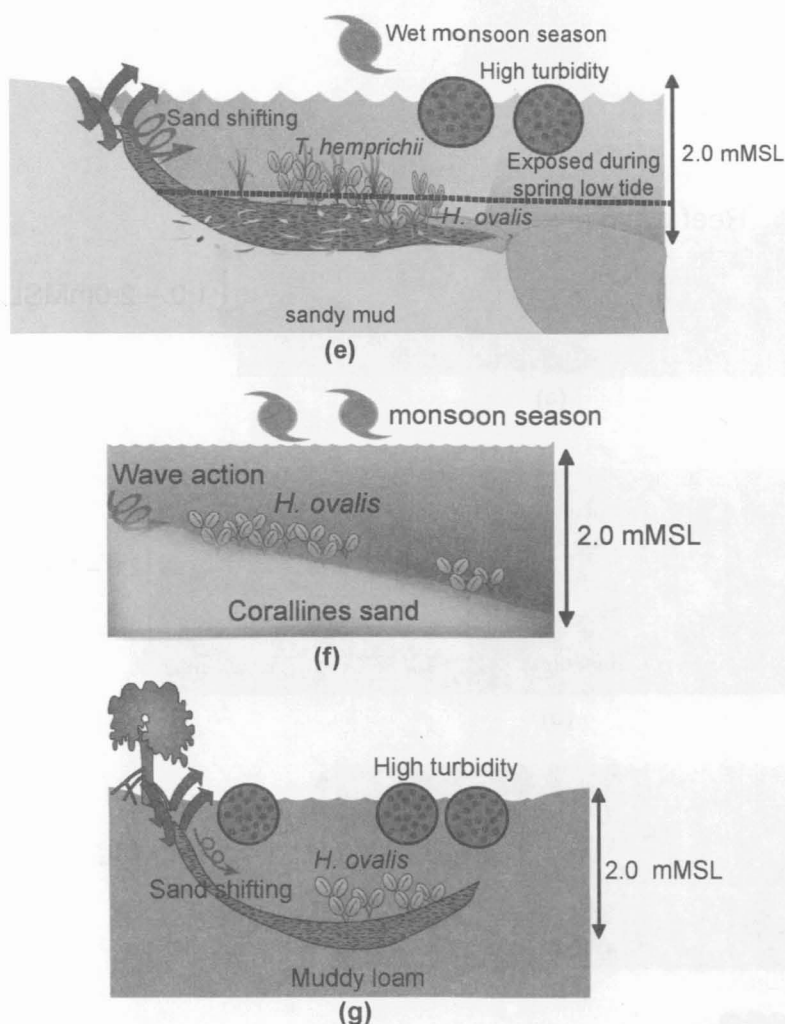 Wet monsoon season
High turbidity
Sand shifting
T. hemprichii
2.0 mMSL
Exposed during
spring low tide
H. ovalis
sandy mud
(e)
monsoon season
Wave action
H. ovalis
2.0 mMSL
Corallines sand
(f)
High turbidity
H. ovalis
2.0 mMSL
Sand shifting
Muddy loam
(g)